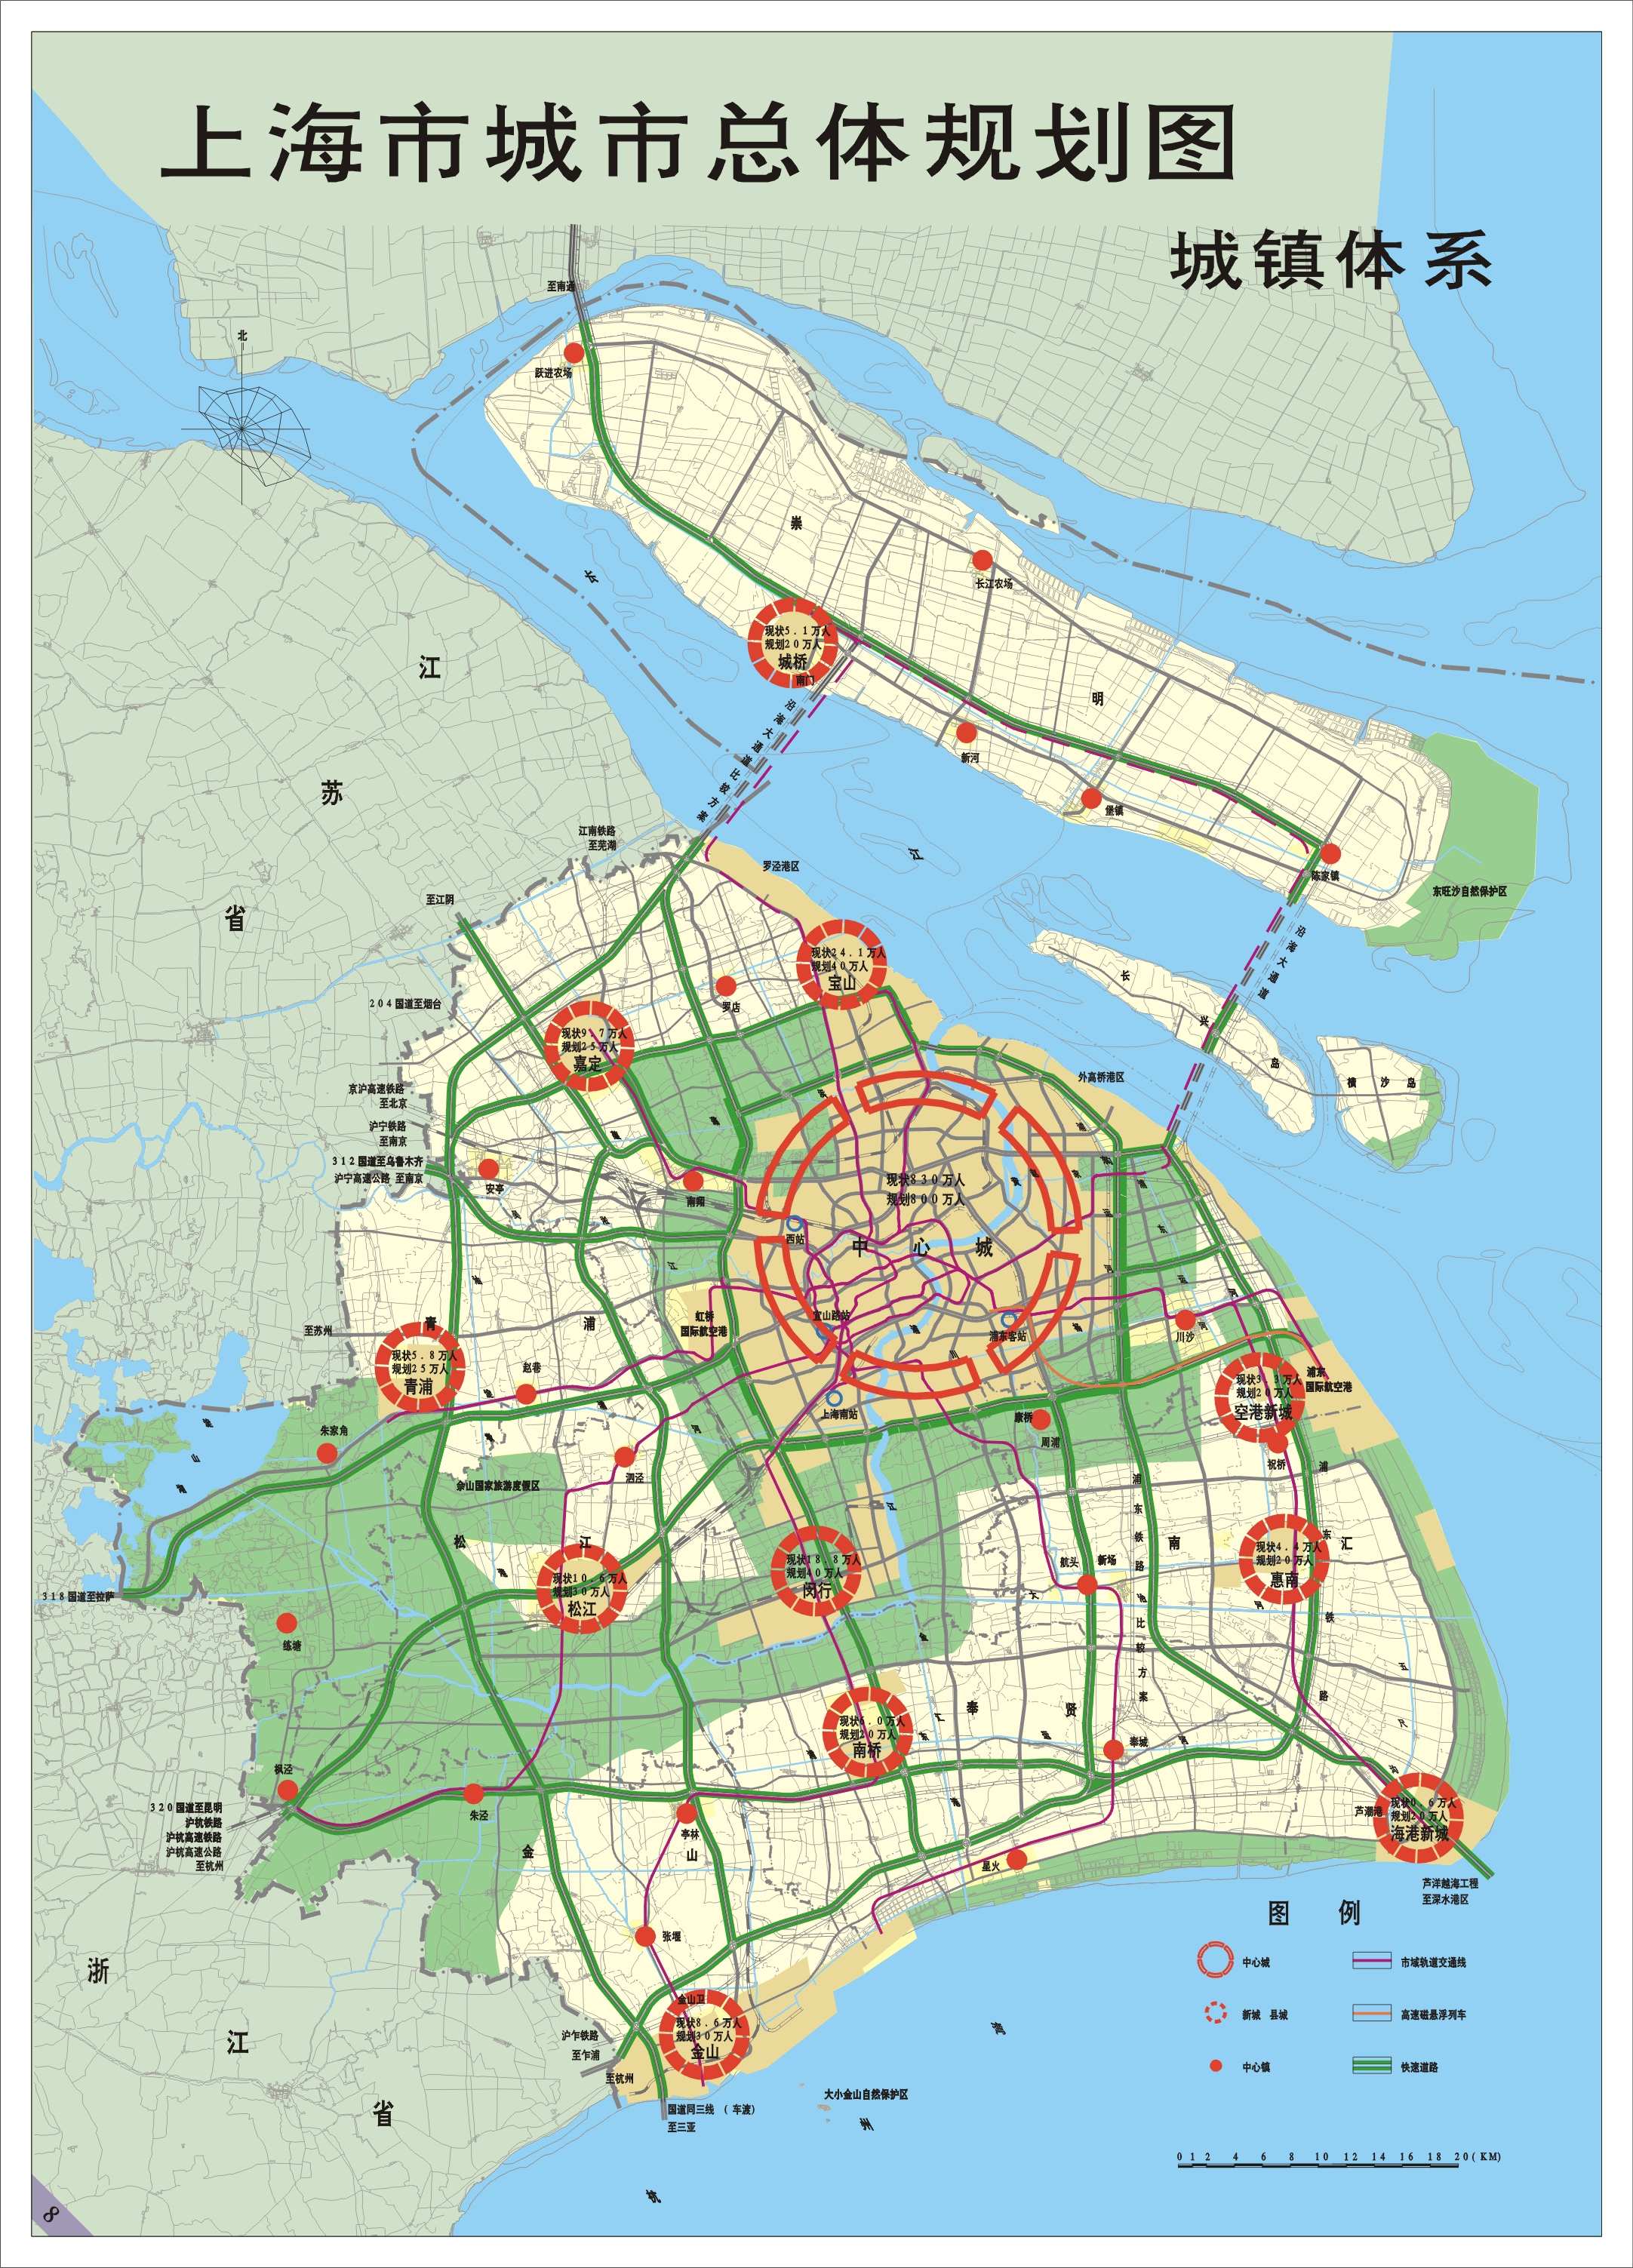 上海市城市总体规划图
城镇体系
北
至南通
跃进农场
崇
长江农场
长
江
现状5.1万人
规划20万人
城桥
南门
明
沿海大通道比较方案
新河
堡镇
苏
江南铁路
至芜湖
罗泾港区
江
陈家镇
东旺沙自然保护区
至江阴
省
沿海大通道
现状24.1万人
规划40万人
宝山
长
兴
岛
罗店
204国道至烟台
现状9.7万人
规划25万人
嘉定
外高桥港区
横沙岛
京沪高速铁路
至北京
沪宁铁路
至南京
312国道至乌鲁木齐
沪宁高速公路 至南京
安亭
南翔
现状830万人
规划800万人
西站
中心城
虹桥
国际航空港
宜山路站
浦东客站
川沙
至苏州
青
浦
现状5.8万人
规划25万人
青浦
赵巷
现状3.3万人
规划20万人
空港新城
浦东
国际航空港
上海南站
康桥
周浦
祝桥
朱家角
泗泾
佘山国家旅游度假区
松
江
现状10.6万人
规划30万人
松江
现状18.8万人
规划40万人
闵行
航头
新场
浦东铁路
比较方案
南
汇
现状4.4万人
规划20万人
惠南
浦东铁路
318国道至拉萨
练塘
现状6.0万人
规划20万人
南桥
奉
贤
奉城
枫泾
320国道至昆明
沪杭铁路
沪杭高速铁路
沪杭高速公路
至杭州
朱泾
亭林
金
山
星火
芦潮港
现状0.6万人
规划20万人
海港新城
芦洋越海工程
至深水港区
张堰
金山卫
现状8.6万人
规划30万人
金山
沪乍铁路
至乍浦
至杭州
国道同三线 (车渡)
至三亚
大小金山自然保护区
浙
江
省
杭
州
湾
图例
中心城
市域轨道交通线
新城 县城
高速磁悬浮列车
中心镇
快速道路
0 1 2 4 6 8 10 12 14 16 18 20(KM)
8